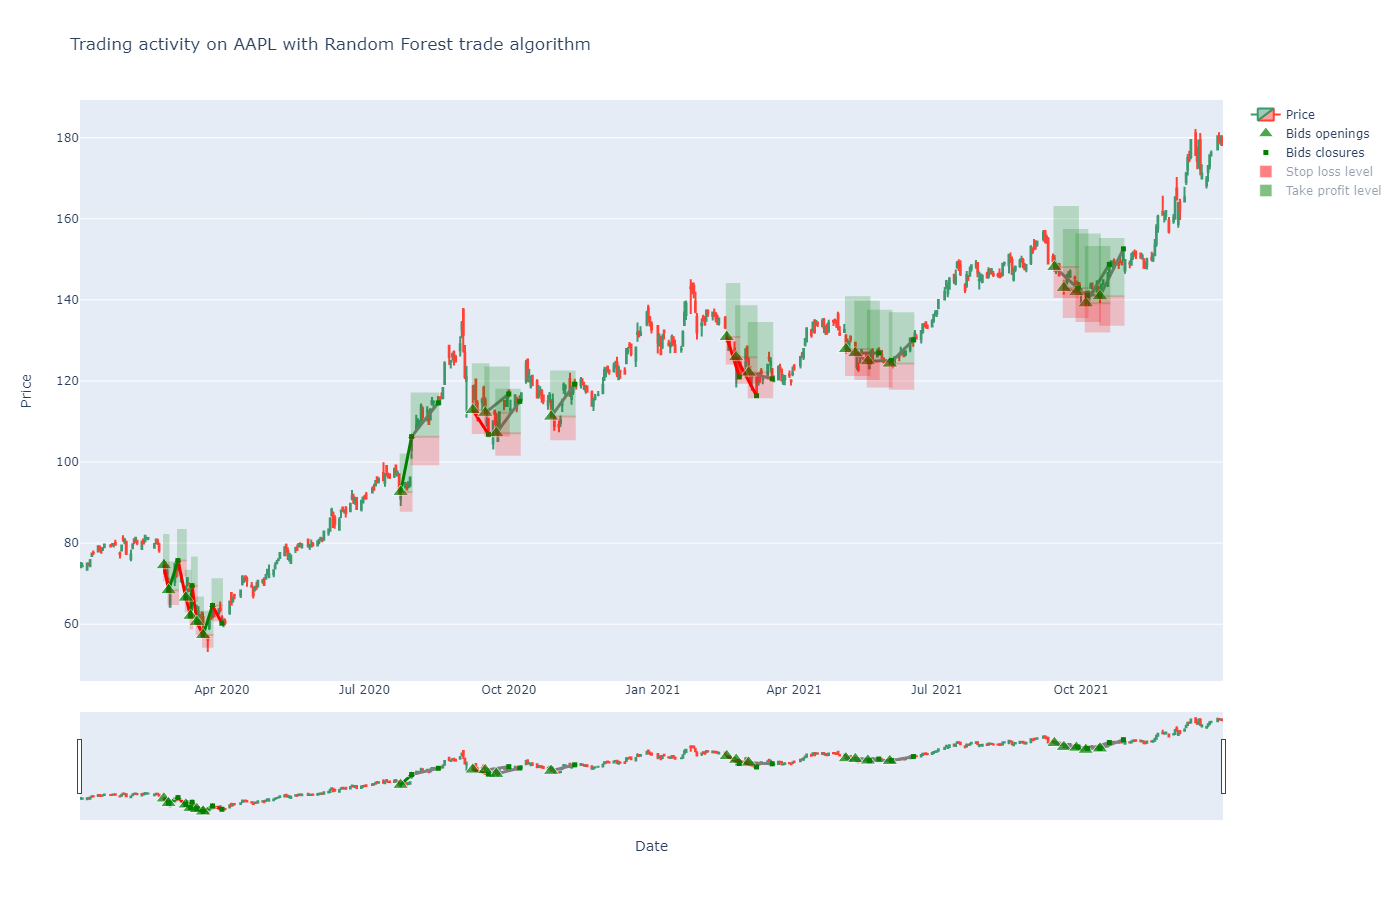 Trading activity on AAPL with Random Forest trade algorithm
Price
Bids openings
Bids closures
Stop loss level
Take profit level
180
160
140
120
100
80
60
Price
Apr 2020
Jul 2020
Oct 2020
Jan 2021
Apr 2021
Jul 2021
Oct 2021
Date